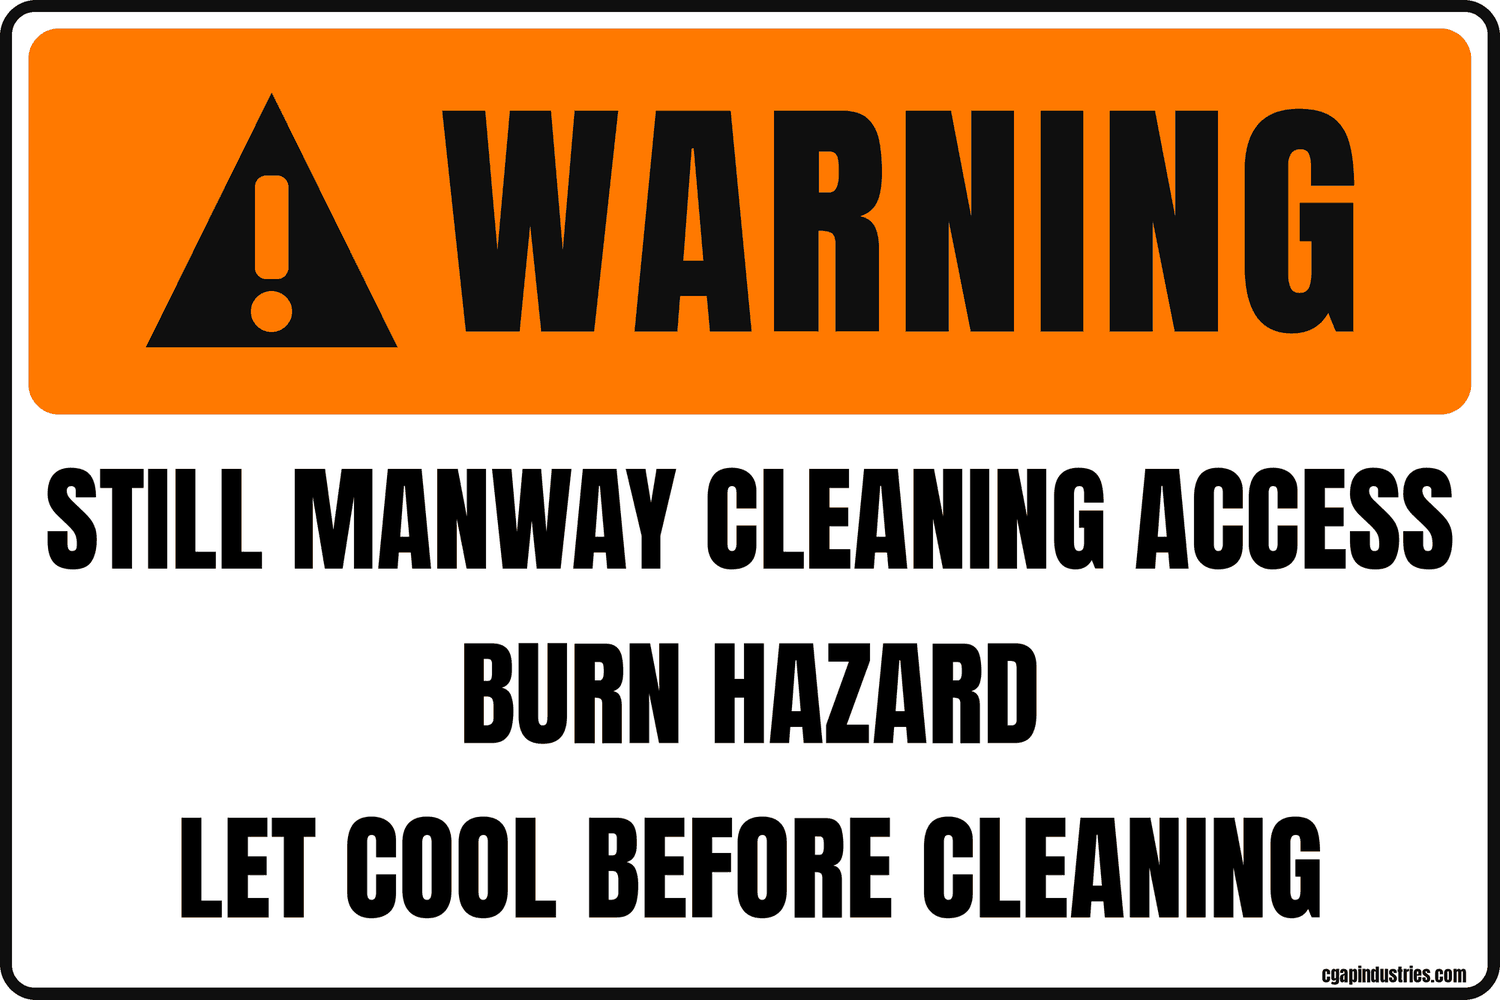 WARNING
STILL MANWAY CLEANING ACCESS
BURN HAZARD
LET COOL BEFORE CLEANING
cgapindustries.com